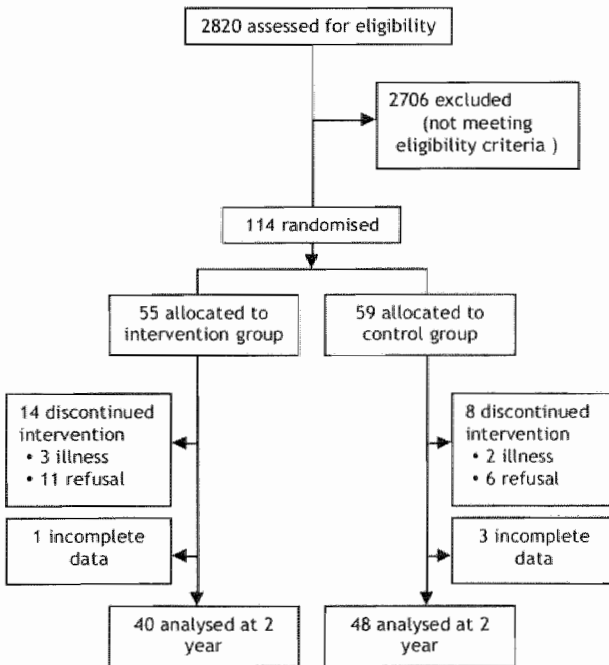 2820 assessed for eligibility
2706 excluded
(not meeting
eligibility criteria )
114 randomised
55 allocated to
intervention group
59 allocated to
control group
14 discontinued
intervention
• 3 illness
• 11 refusal
8 discontinued
intervention
• 2 illness
• 6 refusal
1 incomplete
data
3 incomplete
data
40 analysed at 2
year
48 analysed at 2
year